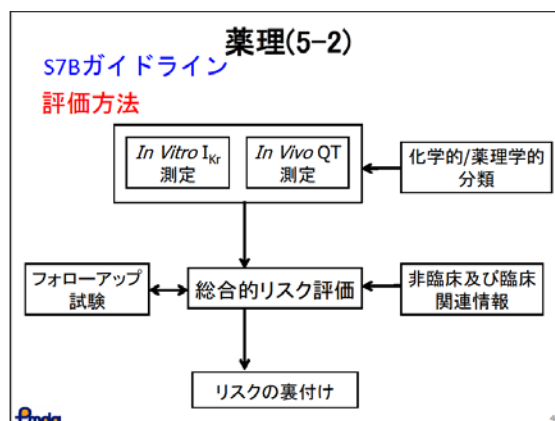 薬理(5-2)
S7Bガイドライン
評価方法
In Vitro IKr
測定
In Vivo QT
測定
化学的/薬理学的
分類
フォローアップ
試験
総合的リスク評価
非臨床及び臨床
関連情報
リスクの裏付け